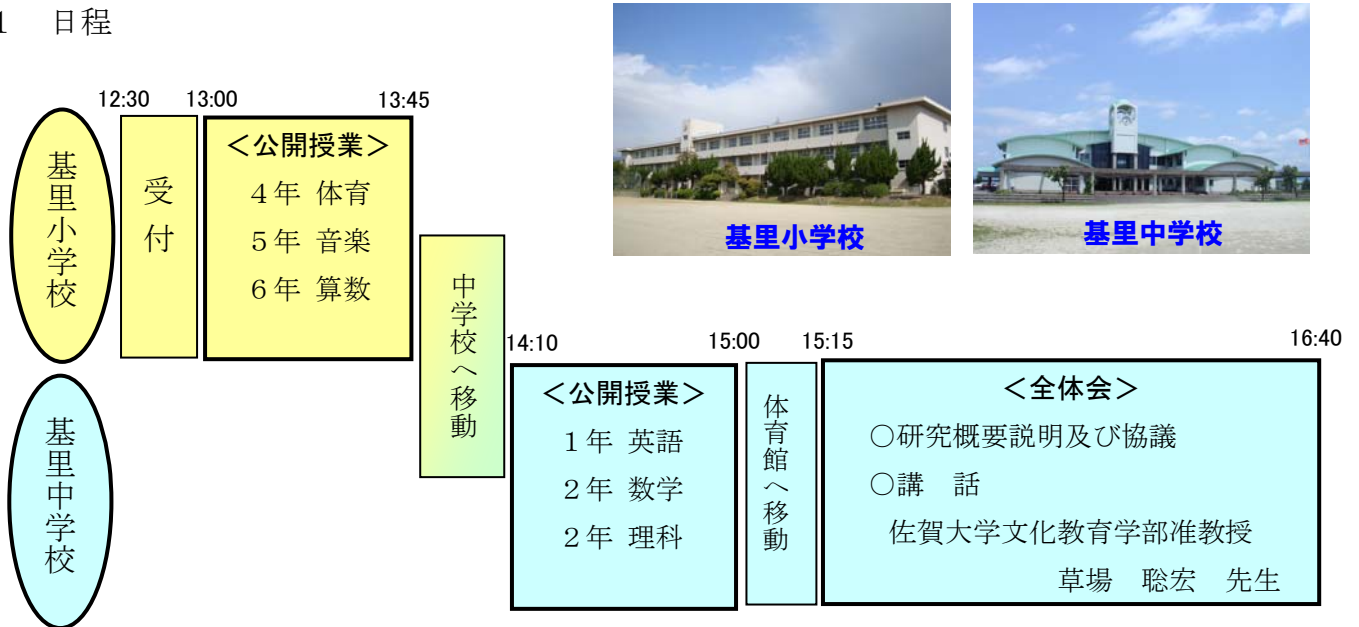 1　日程
基里小学校
基里中学校
12:30
13:00
13:45
基里小学校
受付
＜公開授業＞
４年 体育
５年 音楽
６年 算数
中学校へ移動
14:10
15:00
15:15
16:40
基里中学校
＜公開授業＞
１年 英語
２年 数学
２年 理科
体育館へ移動
＜全体会＞
○研究概要説明及び協議
○講　話
佐賀大学文化教育学部准教授
草場　聡宏　先生